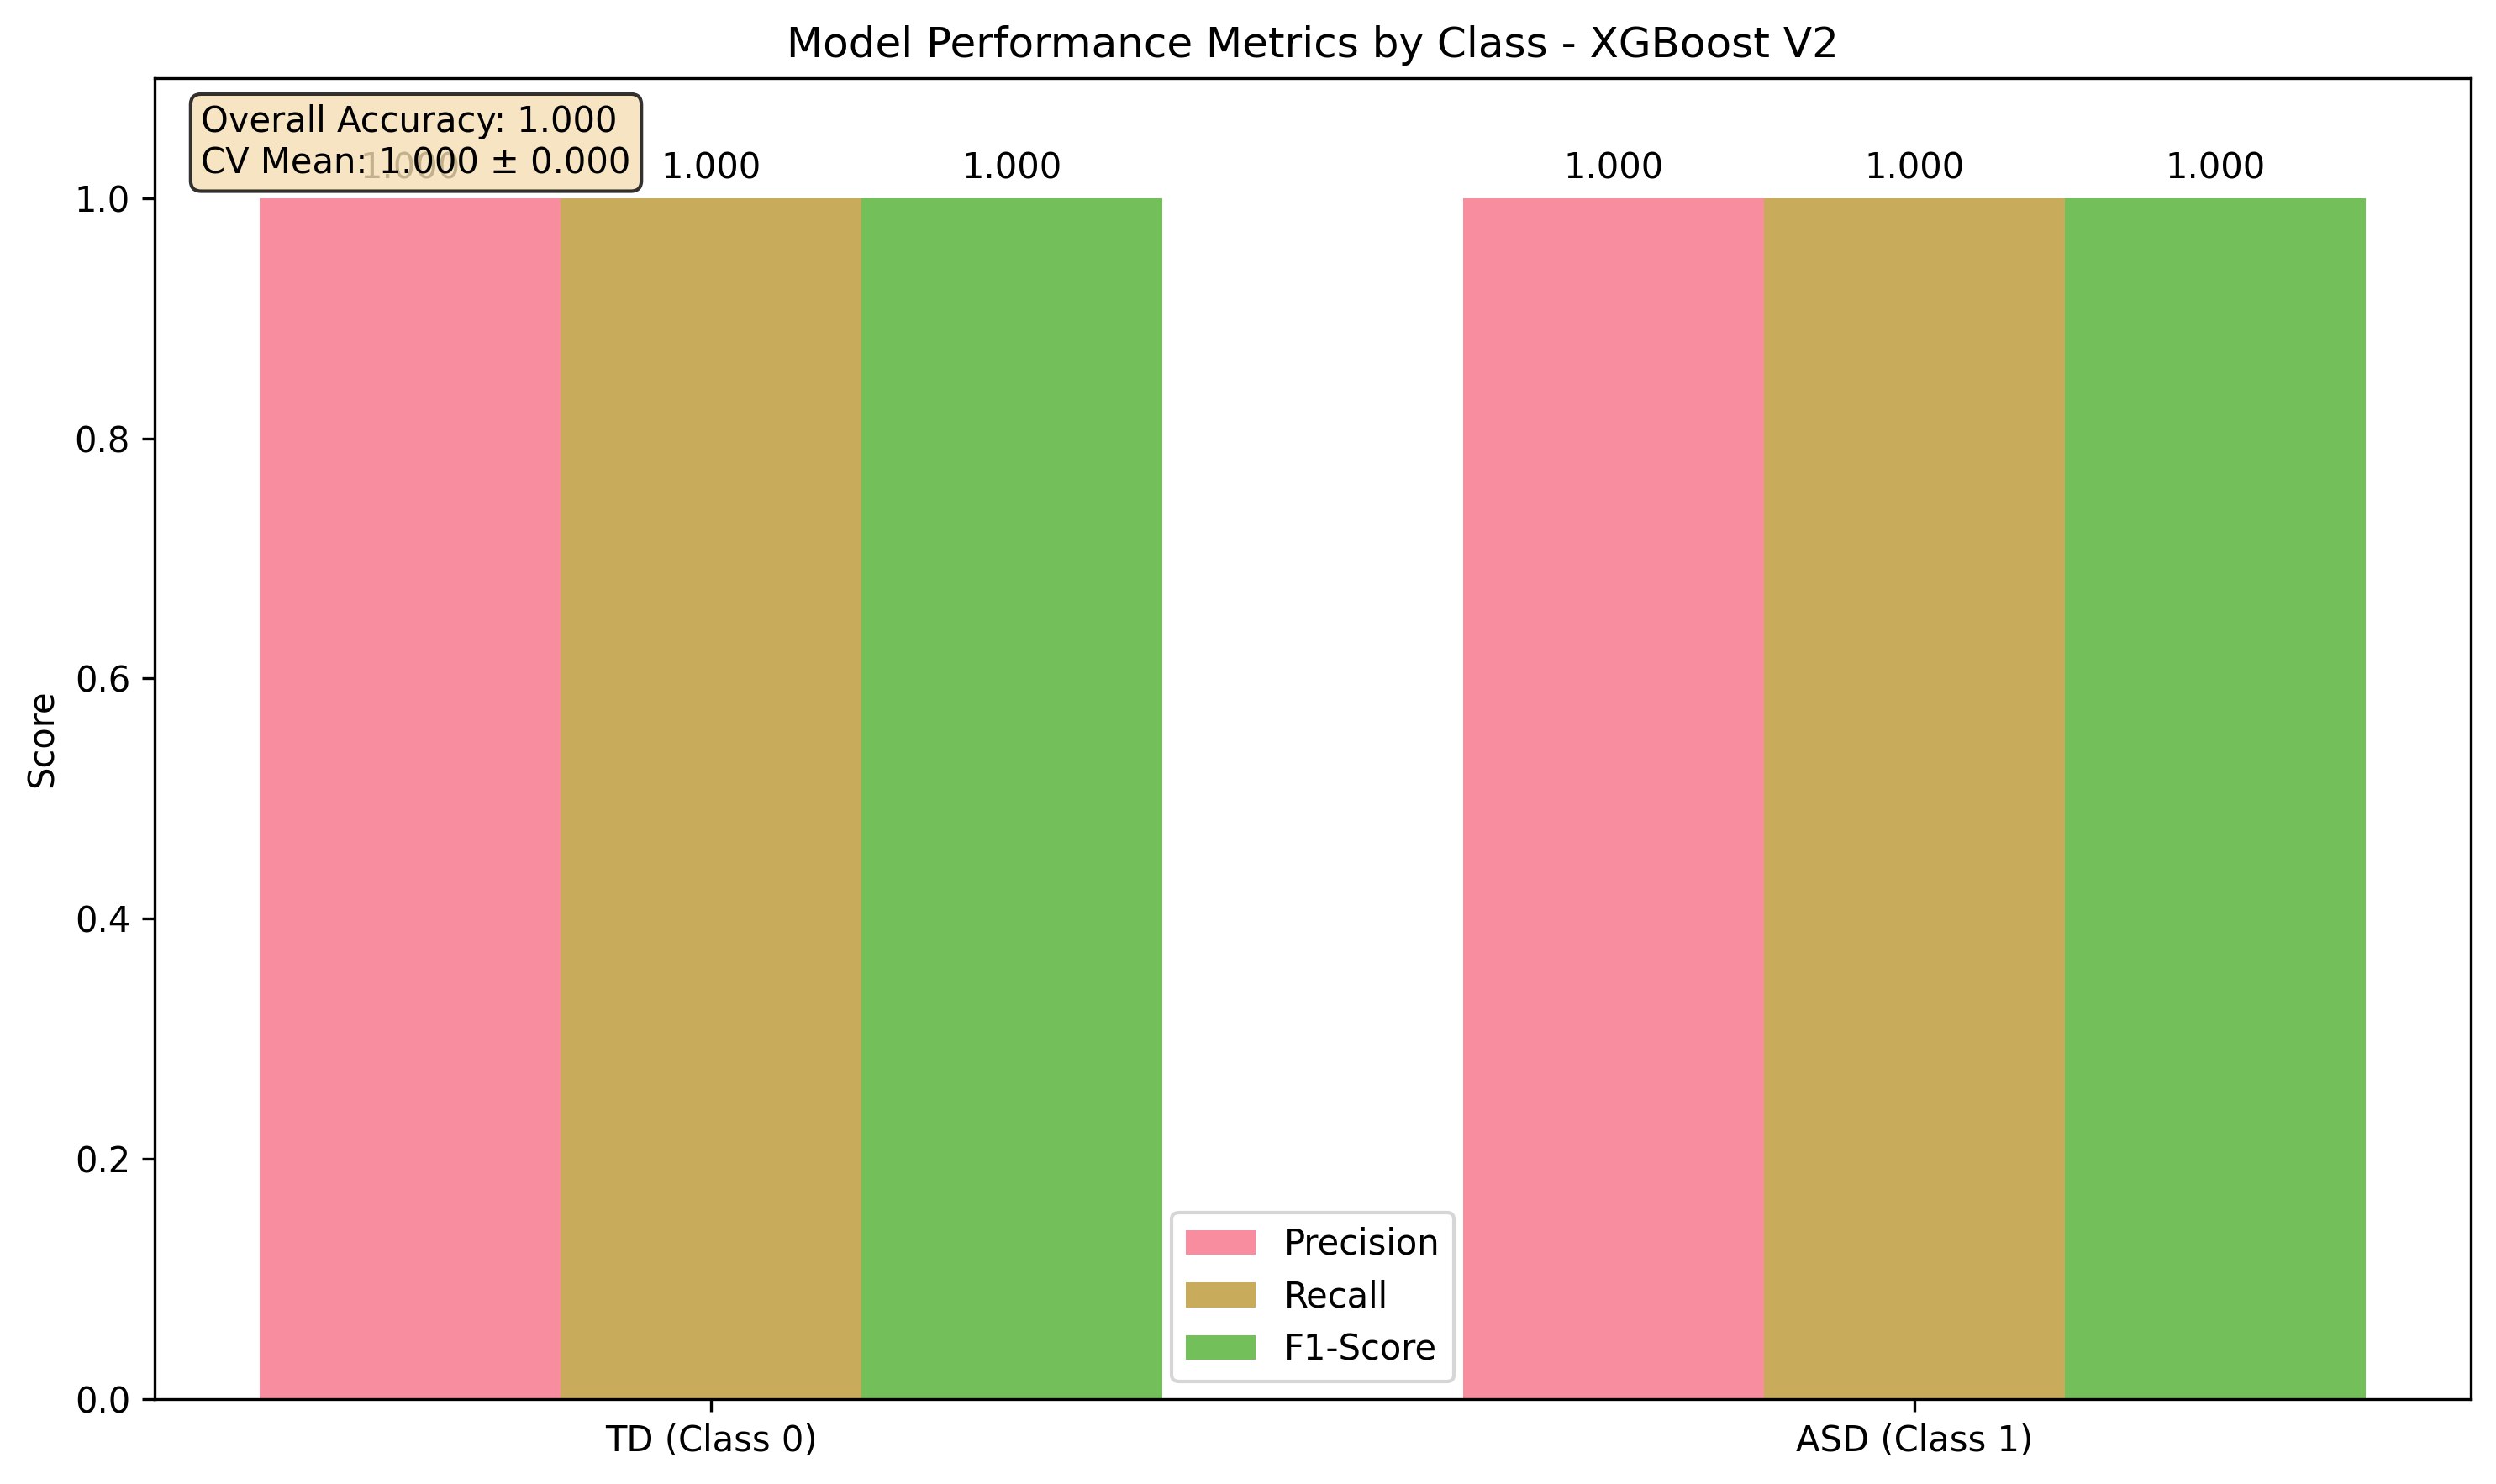 Model Performance Metrics by Class - XGBoost V2
Overall Accuracy: 1.000
CV Mean: 1.000 ± 0.000
1.000
1.000
1.000
1.000
1.000
1.000
1.0
0.8
0.6
0.4
0.2
0.0
Score
Precision
Recall
F1-Score
TD (Class 0)
ASD (Class 1)